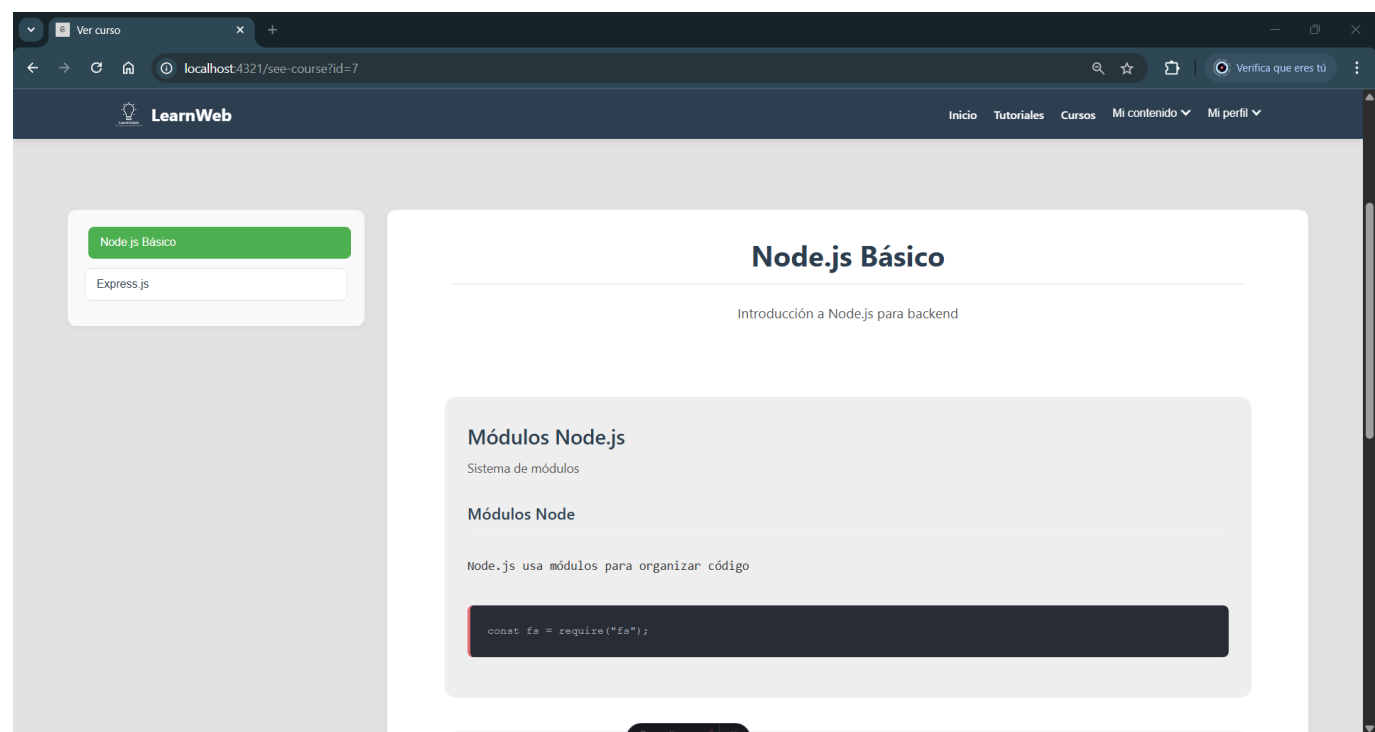 Ver curso
localhost:4321/see-course?id=7
Verifica que eres tú
LearnWeb
Inicio Tutoriales Cursos Mi contenido Mi perfil
Node.js Básico
Express.js
Node.js Básico
Introducción a Node.js para backend
Módulos Node.js
Sistema de módulos
Módulos Node
Node.js usa módulos para organizar código
const fs = require("fs");